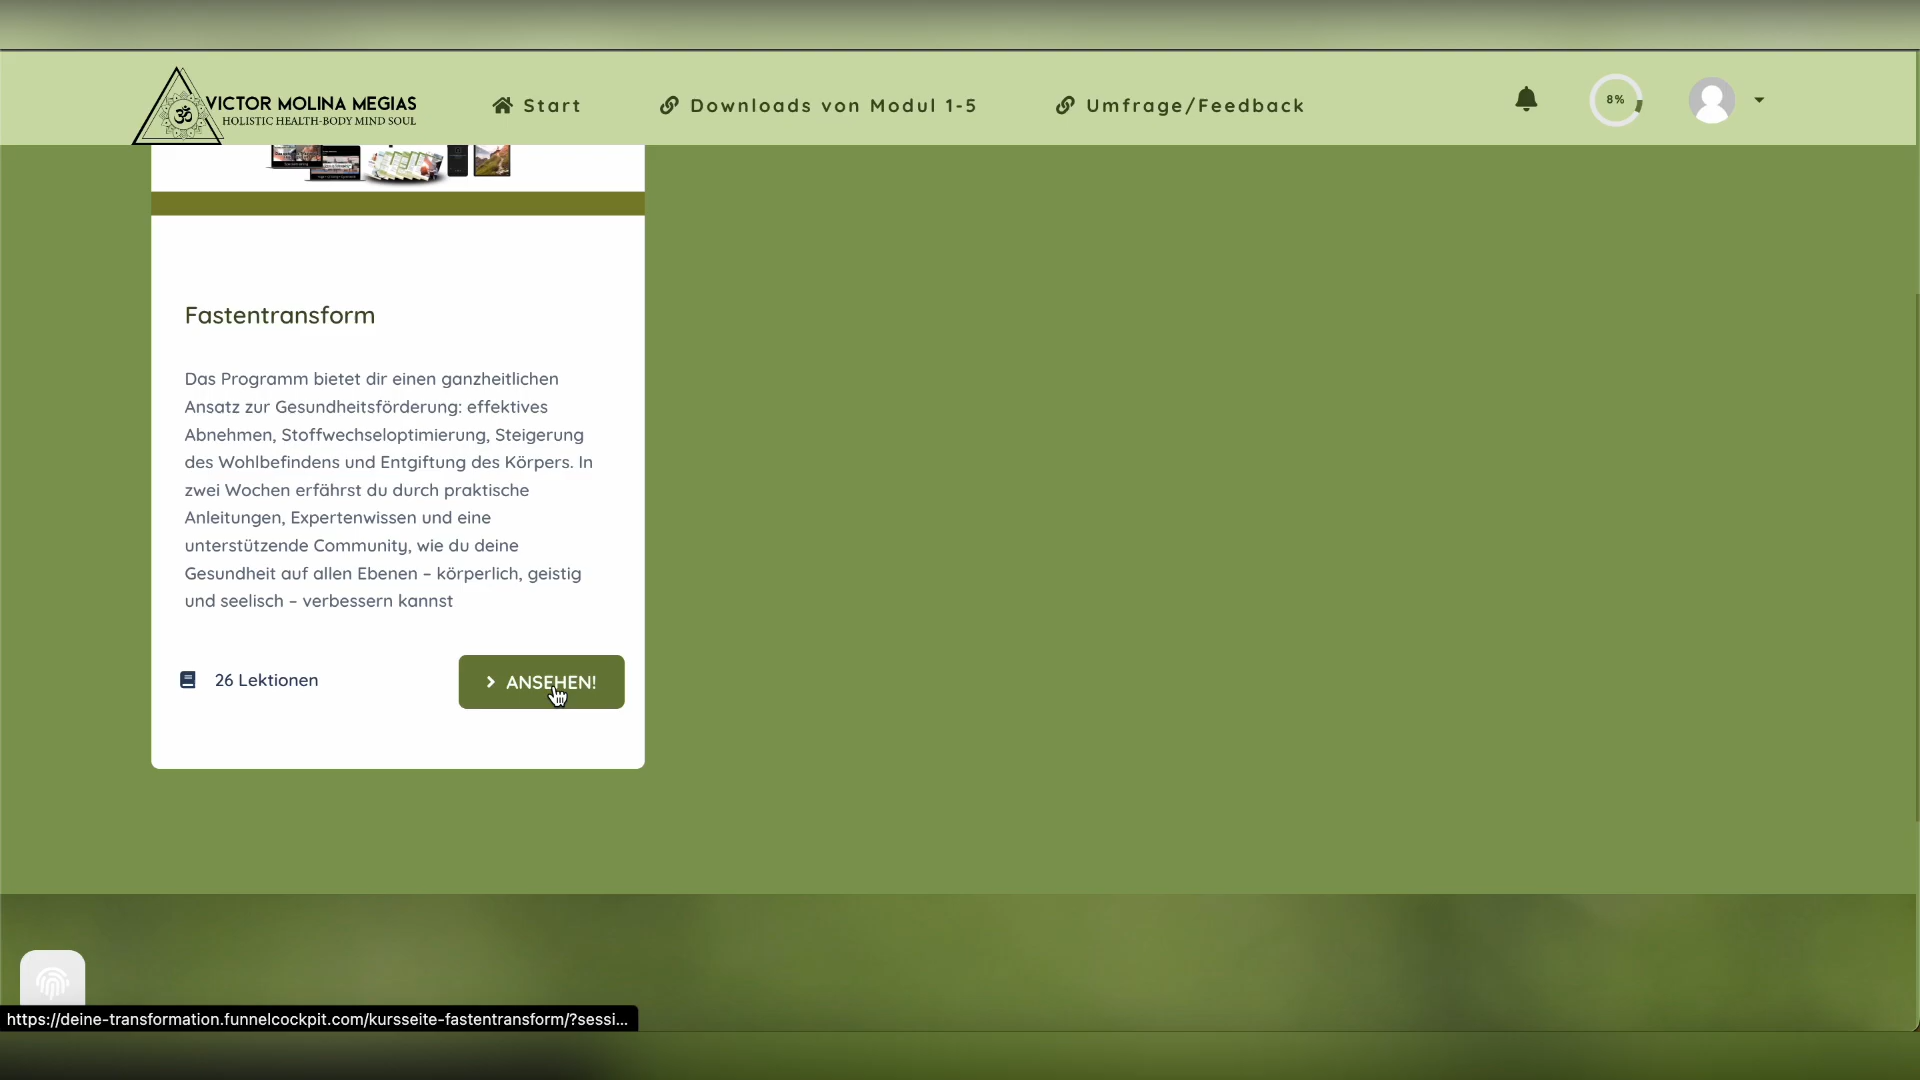 VICTOR MOLINA MEGIAS
HOLISTIC HEALTH-BODY MIND SOUL
Start
Downloads von Modul 1-5
Umfrage/Feedback
8%
Fastentransform
Das Programm bietet dir einen ganzheitlichen
Ansatz zur Gesundheitsförderung: effektives
Abnehmen, Stoffwechseloptimierung, Steigerung
des Wohlbefindens und Entgiftung des Körpers. In
zwei Wochen erfährst du durch praktische
Anleitungen, Expertenwissen und eine
unterstützende Community, wie du deine
Gesundheit auf allen Ebenen – körperlich, geistig
und seelisch – verbessern kannst
26 Lektionen
ANSEHEN!
https://deine-transformation.funnelcockpit.com/kursseite-fastentransform/?sessi...